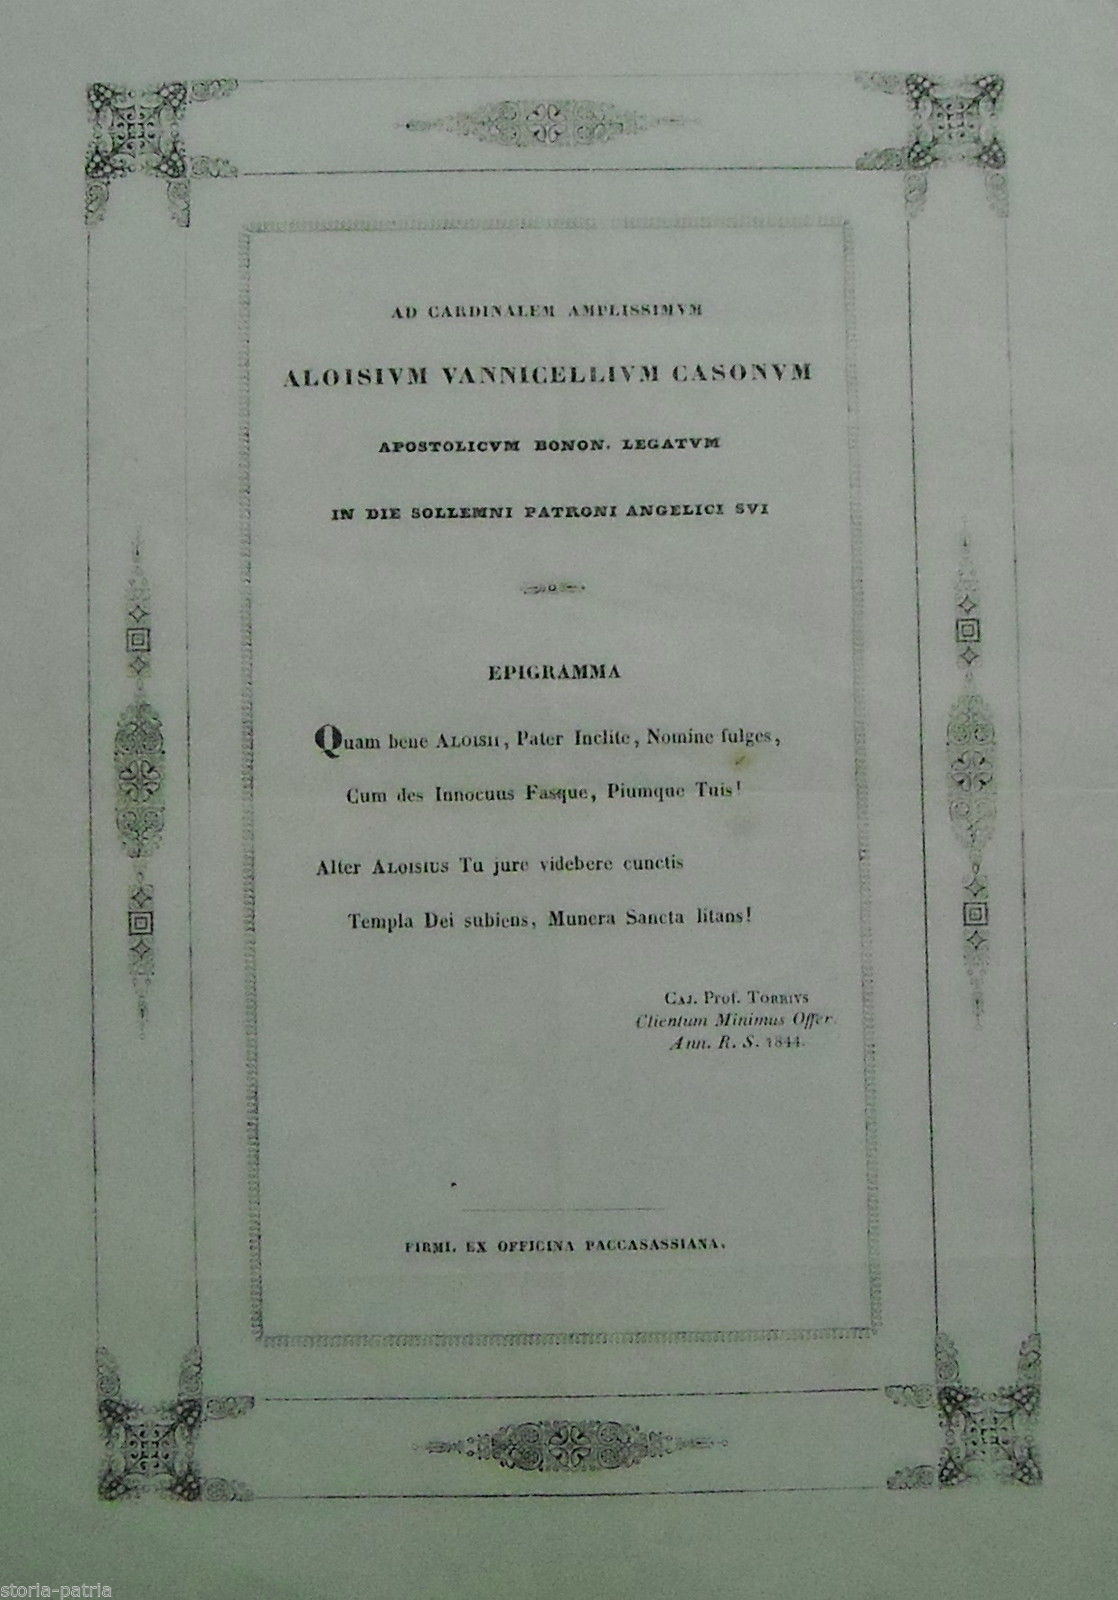 AD CARDINALEM AMPLISSIMVM
ALOISIVM VANNICELLIVM CASONVM
APOSTOLICVM BONON. LEGATVM
IN DIE SOLLEMNI PATRONI ANGELICI SVI
EPIGRAMMA
Quam bene ALOISII, Pater Inclite, Nomine fulges,
Cum des Innocuus Fasque, Piumque Tuis!
Alter ALOISIUS Tu jure videbere cunctis
Templa Dei subiens, Munera Sancta litans!
CAJ. Prof. TORRIVS
Clientum Minimus Offer.
Ann. R. S. 1844.
FIRMI. EX OFFICINA PACCASASSIANA.
storia-patria